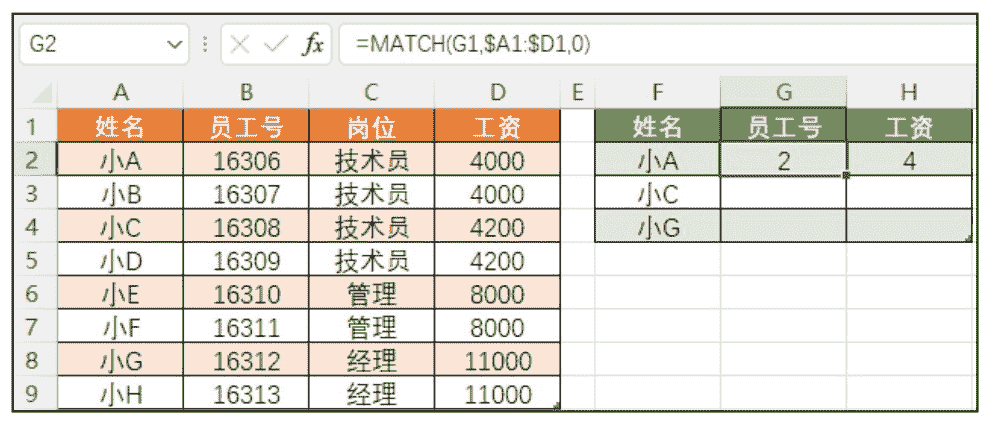 G2 fx =MATCH(G1,$A1:$D1,0)
A B C D E F G H
1 姓名 员工号 岗位 工资 姓名 员工号 工资
2 小A 16306 技术员 4000 小A 2 4
3 小B 16307 技术员 4000 小C
4 小C 16308 技术员 4200 小G
5 小D 16309 技术员 4200
6 小E 16310 管理 8000
7 小F 16311 管理 8000
8 小G 16312 经理 11000
9 小H 16313 经理 11000